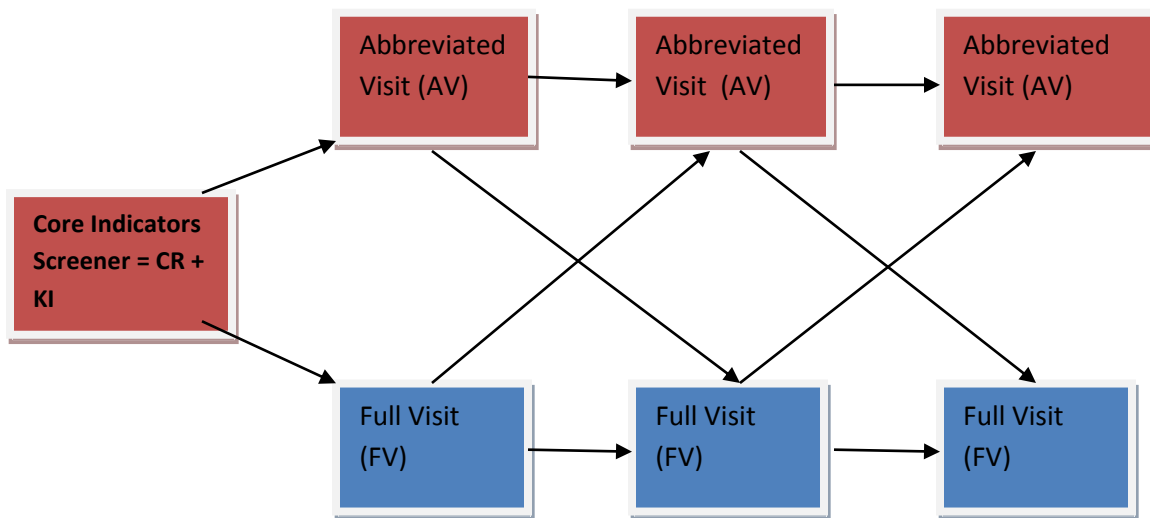 Abbreviated
Visit (AV)
Abbreviated
Visit  (AV)
Abbreviated
Visit (AV)
Core Indicators
Screener = CR +
KI
Full Visit
(FV)
Full Visit
(FV)
Full Visit
(FV)